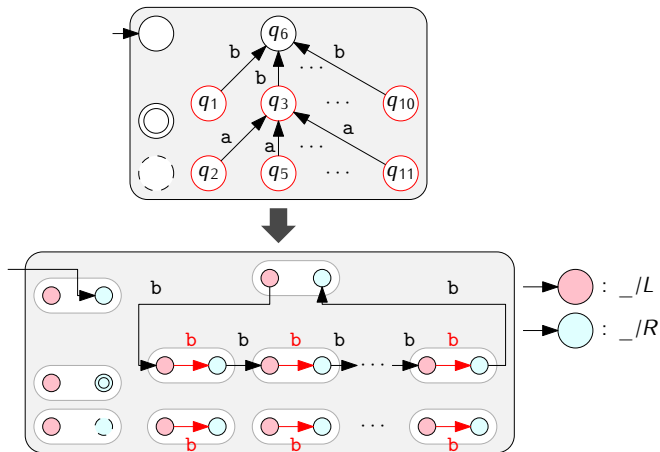 q6
b b b
...
q1 q3 ... q10
a a a
...
q2 q5 ... q11
b b
_/L
: _/R
b b b b b b
...
...
b b b